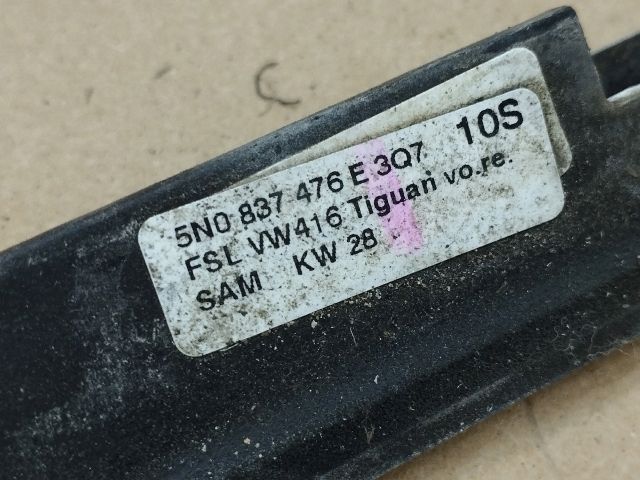 5N0 837 476 E 3Q7 10S
FSL VW416 Tiguan vo.re.
SAM KW 28